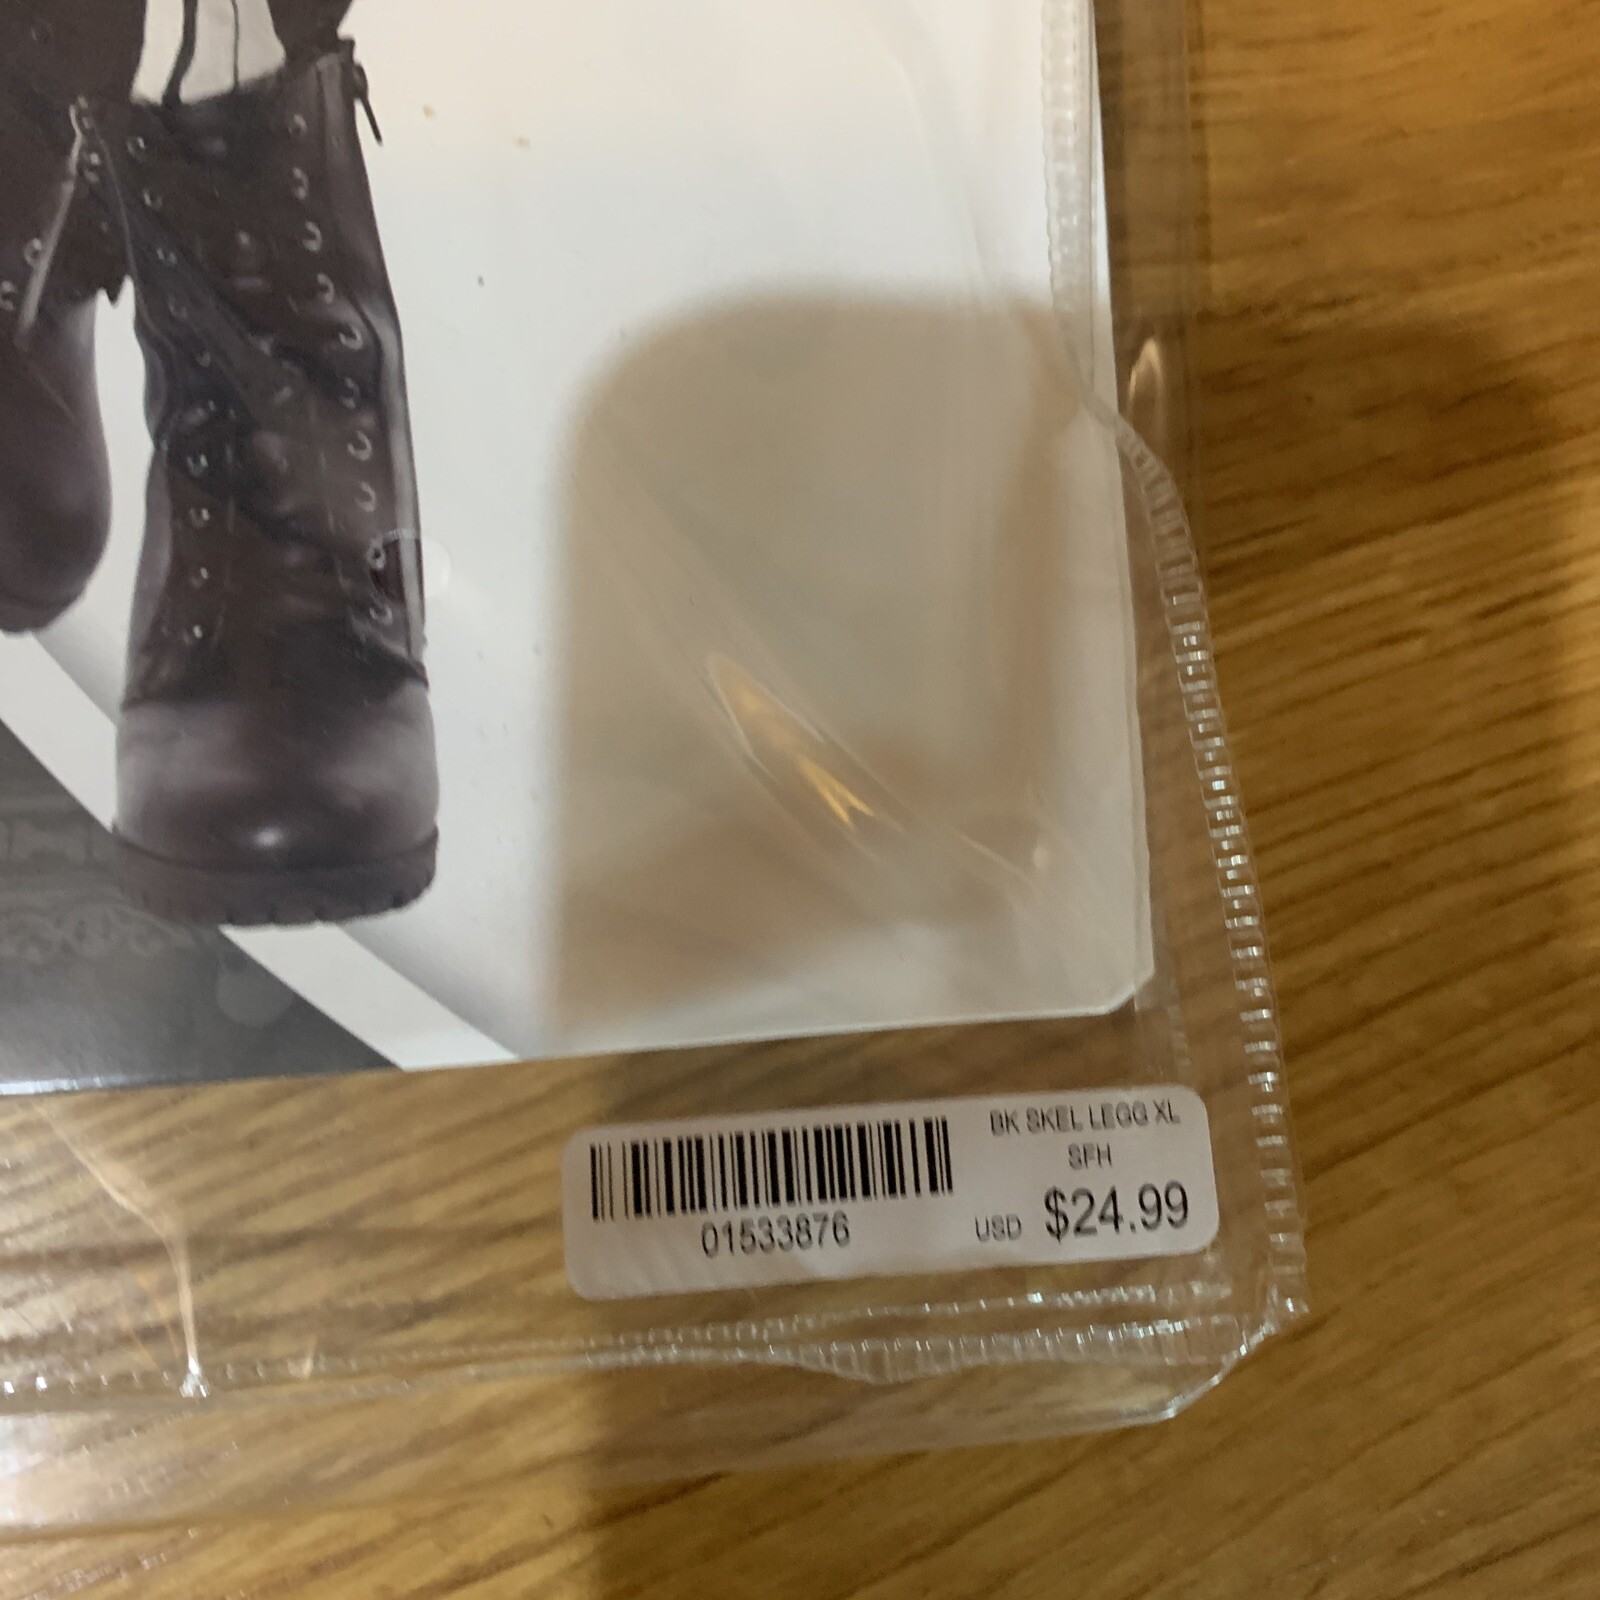 BK SKEL LEGG XL
SFH
01533876
USD $24.99